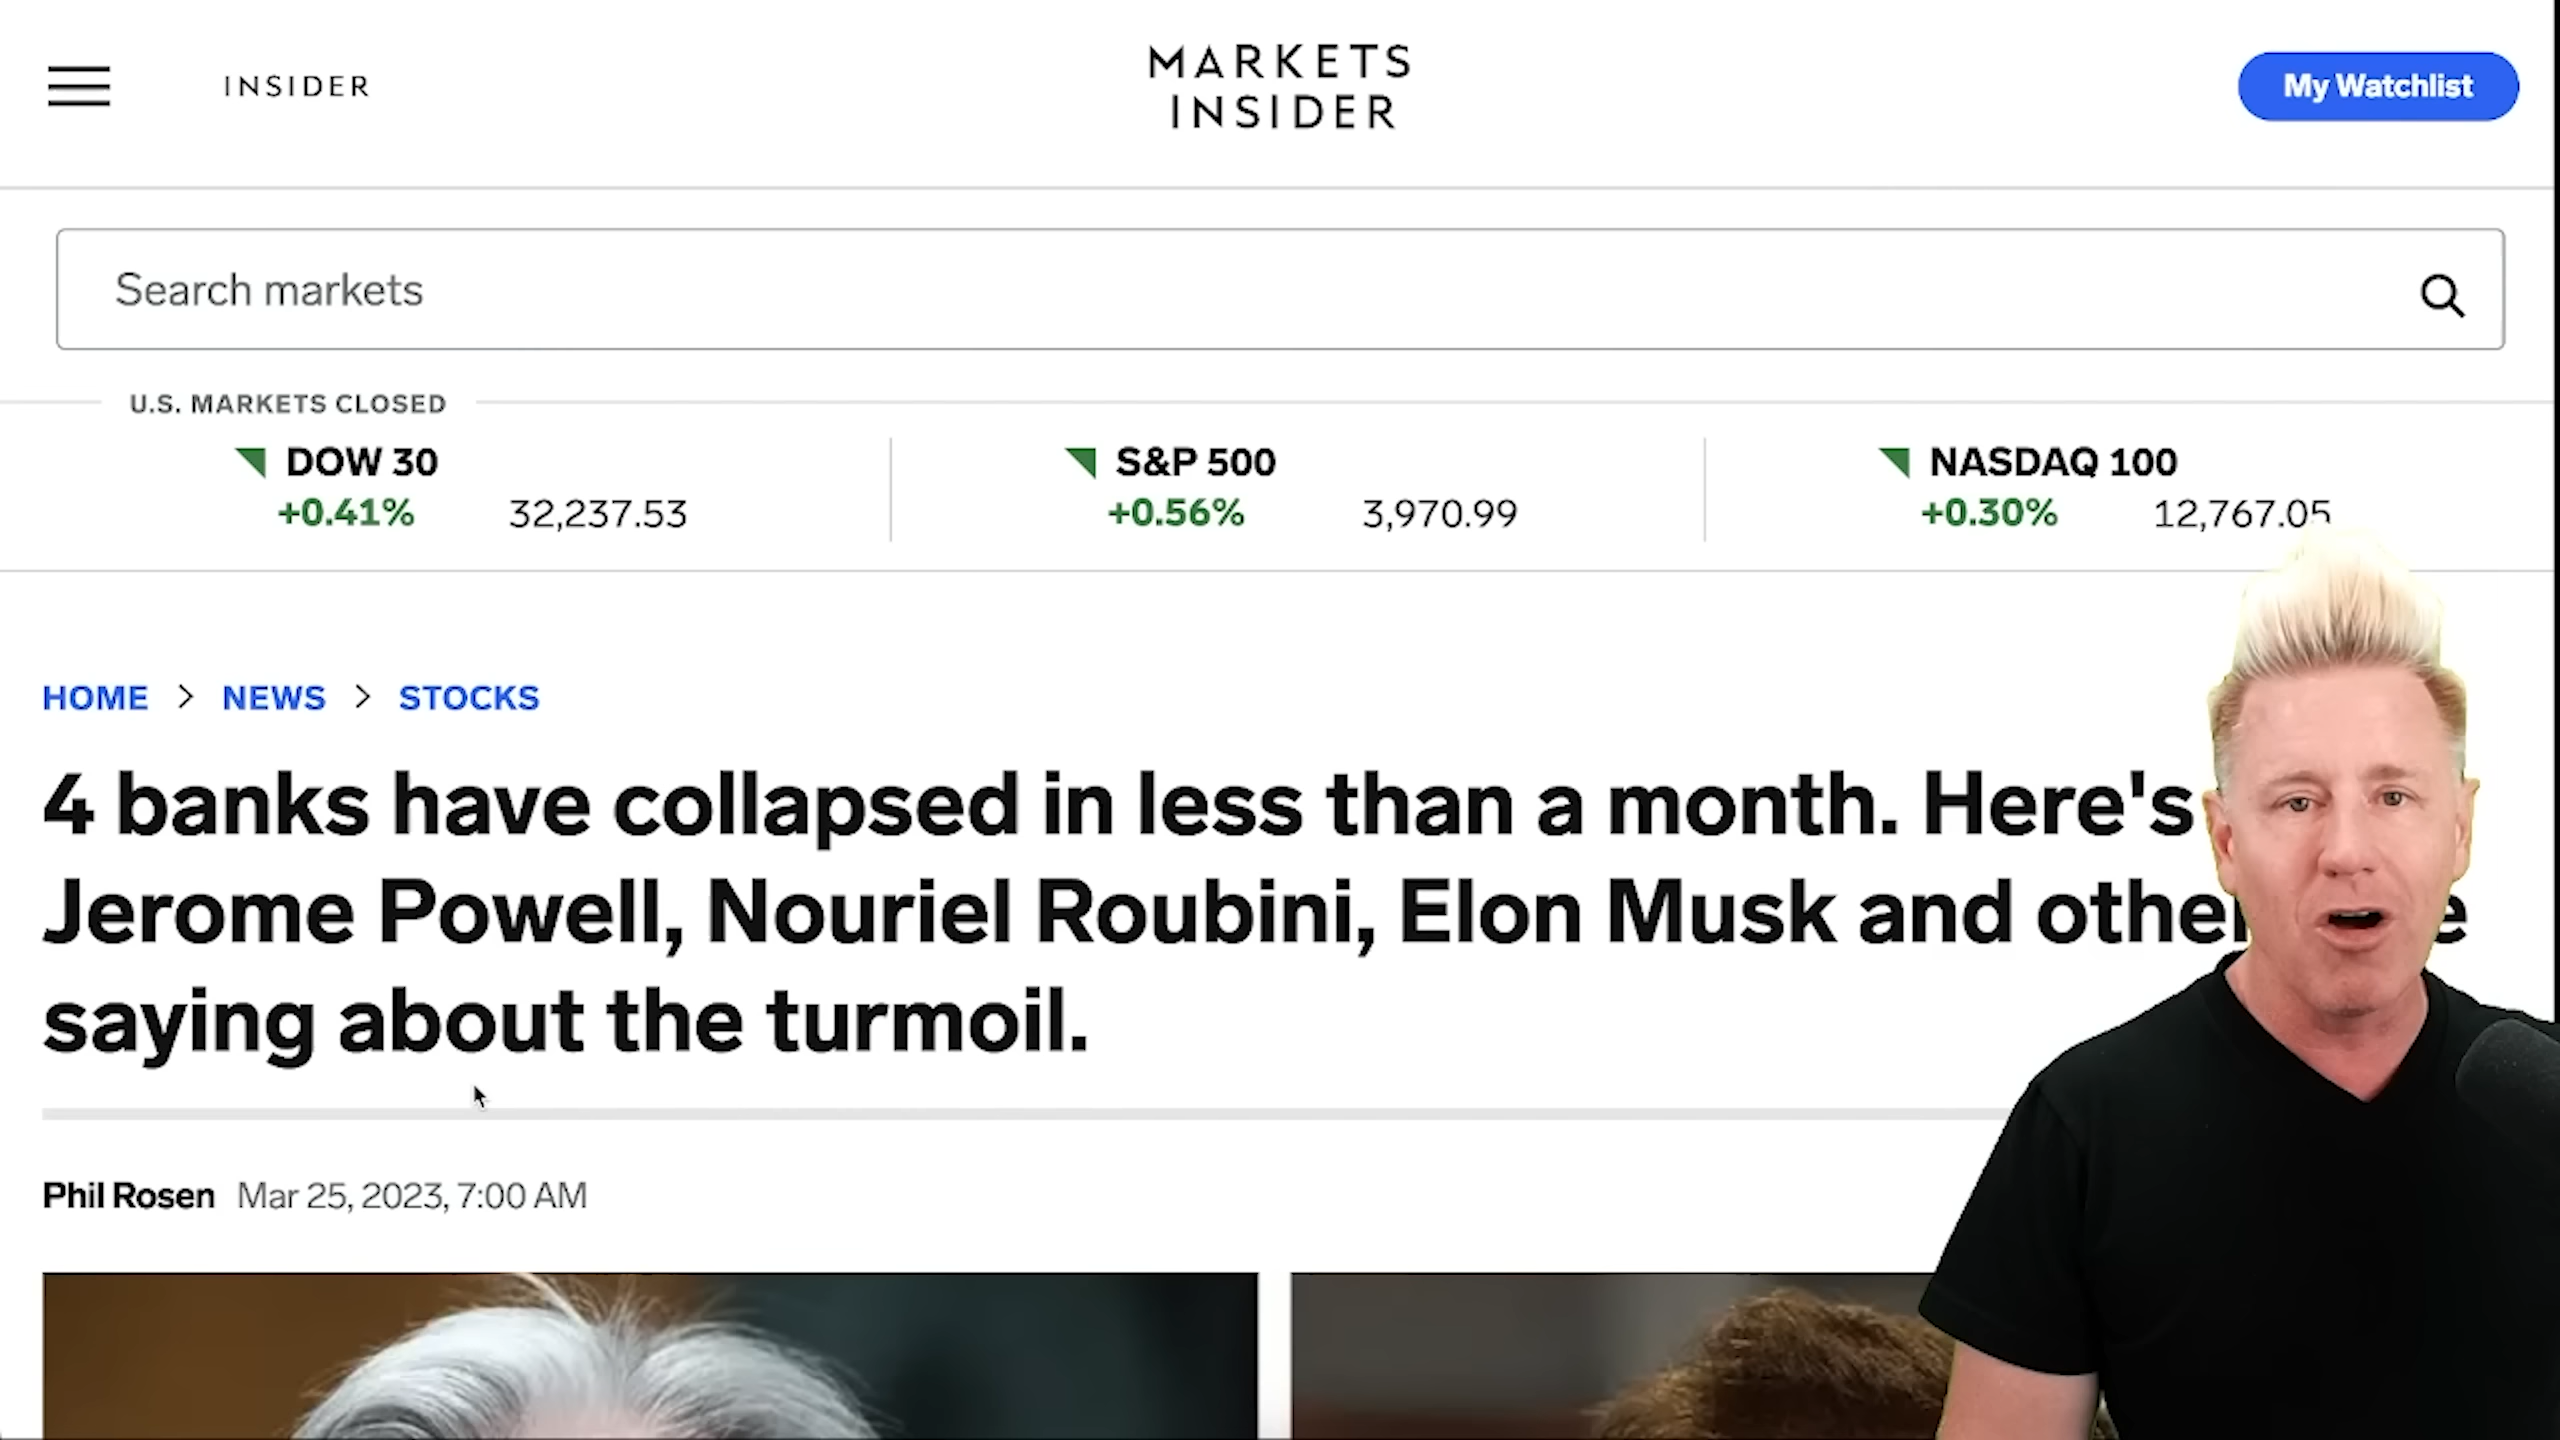 INSIDER
MARKETS
INSIDER
My Watchlist
Search markets
U.S. MARKETS CLOSED
DOW 30
+0.41% 32,237.53
S&P 500
+0.56% 3,970.99
NASDAQ 100
+0.30% 12,767.05
HOME > NEWS > STOCKS
4 banks have collapsed in less than a month. Here's
Jerome Powell, Nouriel Roubini, Elon Musk and
saying about the turmoil.
Phil Rosen Mar 25, 2023, 7:00 AM